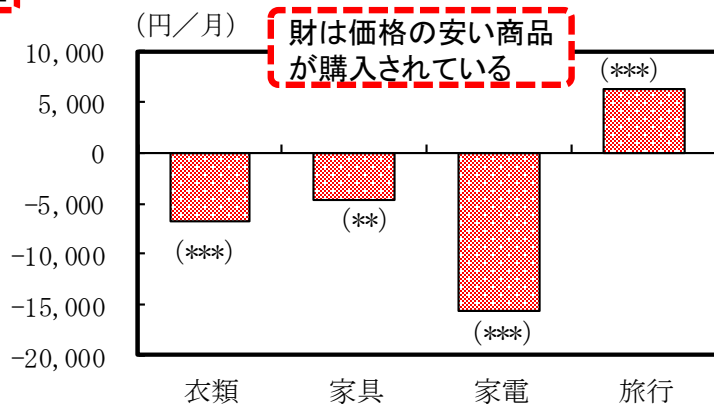 (円／月)
財は価格の安い商品
が購入されている
10,000
5,000
0
-5,000
-10,000
-15,000
-20,000
(***)
(**)
(***)
(***)
衣類 家具 家電 旅行